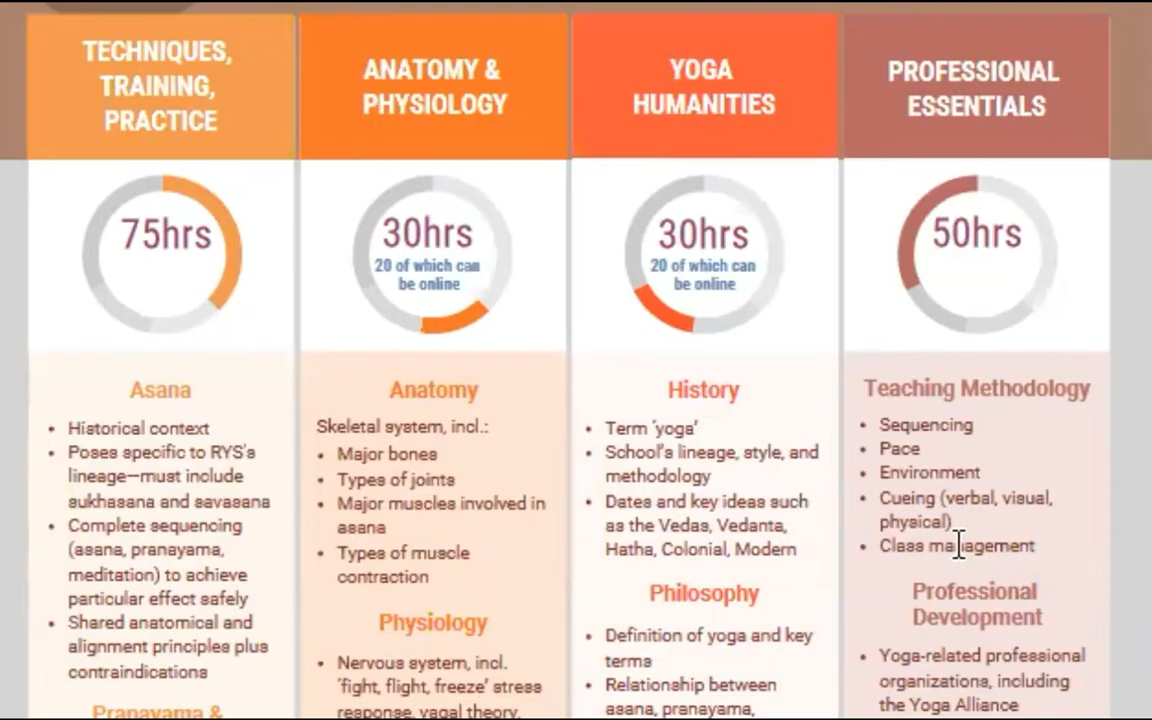 TECHNIQUES,
TRAINING,
PRACTICE
75hrs
Asana
• Historical context
• Poses specific to RYS's
lineage—must include
sukhasana and savasana
• Complete sequencing
(asana, pranayama,
meditation) to achieve
particular effect safely
• Shared anatomical and
alignment principles plus
contraindications
Pranayama &
ANATOMY &
PHYSIOLOGY
30hrs
20 of which can
be online
Anatomy
Skeletal system, incl.:
• Major bones
• Types of joints
• Major muscles involved in
asana
• Types of muscle
contraction
Physiology
• Nervous system, incl.
'fight, flight, freeze' stress
response, vagal theory,
YOGA
HUMANITIES
30hrs
20 of which can
be online
History
• Term 'yoga'
• School's lineage, style, and
methodology
• Dates and key ideas such
as the Vedas, Vedanta,
Hatha, Colonial, Modern
Philosophy
• Definition of yoga and key
terms
• Relationship between
asana, pranayama,
PROFESSIONAL
ESSENTIALS
50hrs
Teaching Methodology
• Sequencing
• Pace
• Environment
• Cueing (verbal, visual,
physical)
• Class management
Professional
Development
• Yoga-related professional
organizations, including
the Yoga Alliance